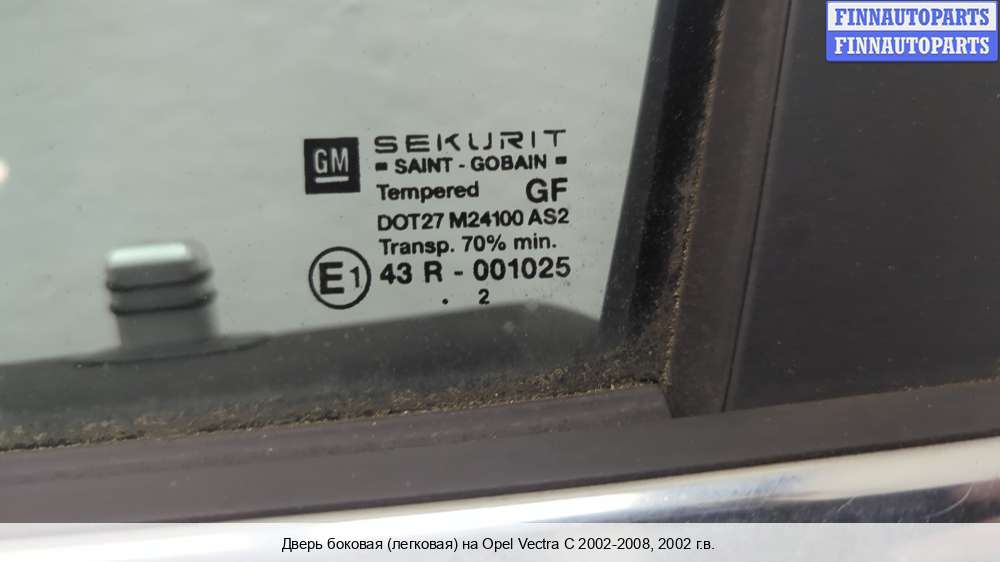 FINNAUTOPARTS
FINNAUTOPARTS
GM
SEKURIT
SAINT - GOBAIN
Tempered GF
DOT27 M24100 AS2
Transp. 70% min.
E1 43 R - 001025
. 2
Дверь боковая (легковая) на Opel Vectra C 2002-2008, 2002 г.в.